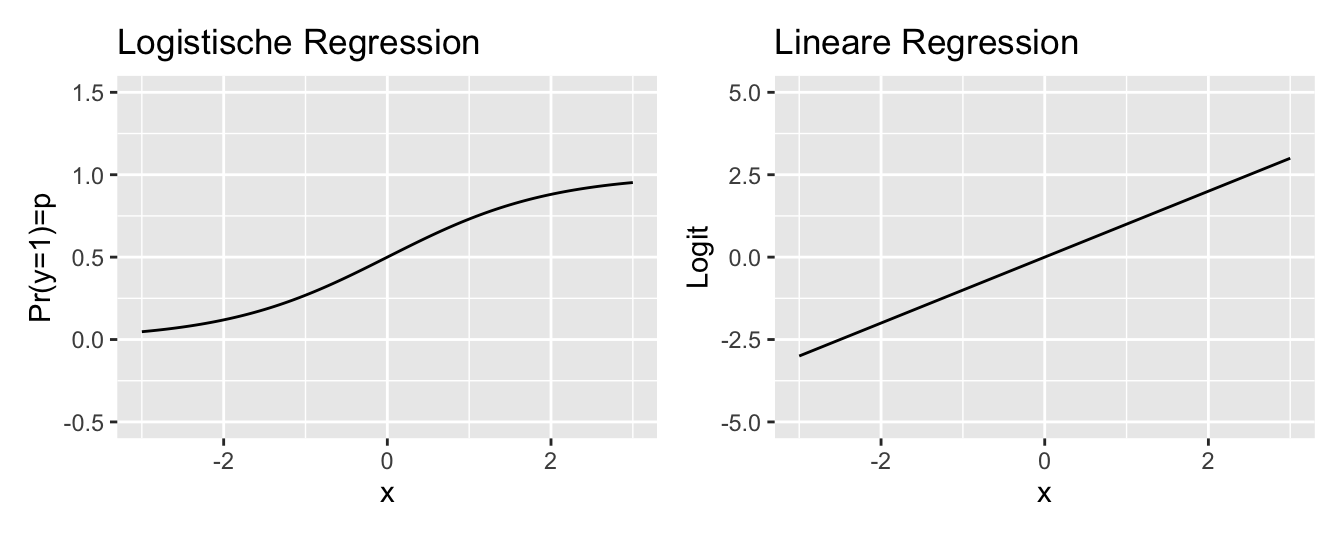 Logistische Regression
1.5
1.0
0.5
0.0
-0.5
Pr(y=1)=p
-2 0 2
x
Lineare Regression
5.0
2.5
0.0
-2.5
-5.0
Logit
-2 0 2
x